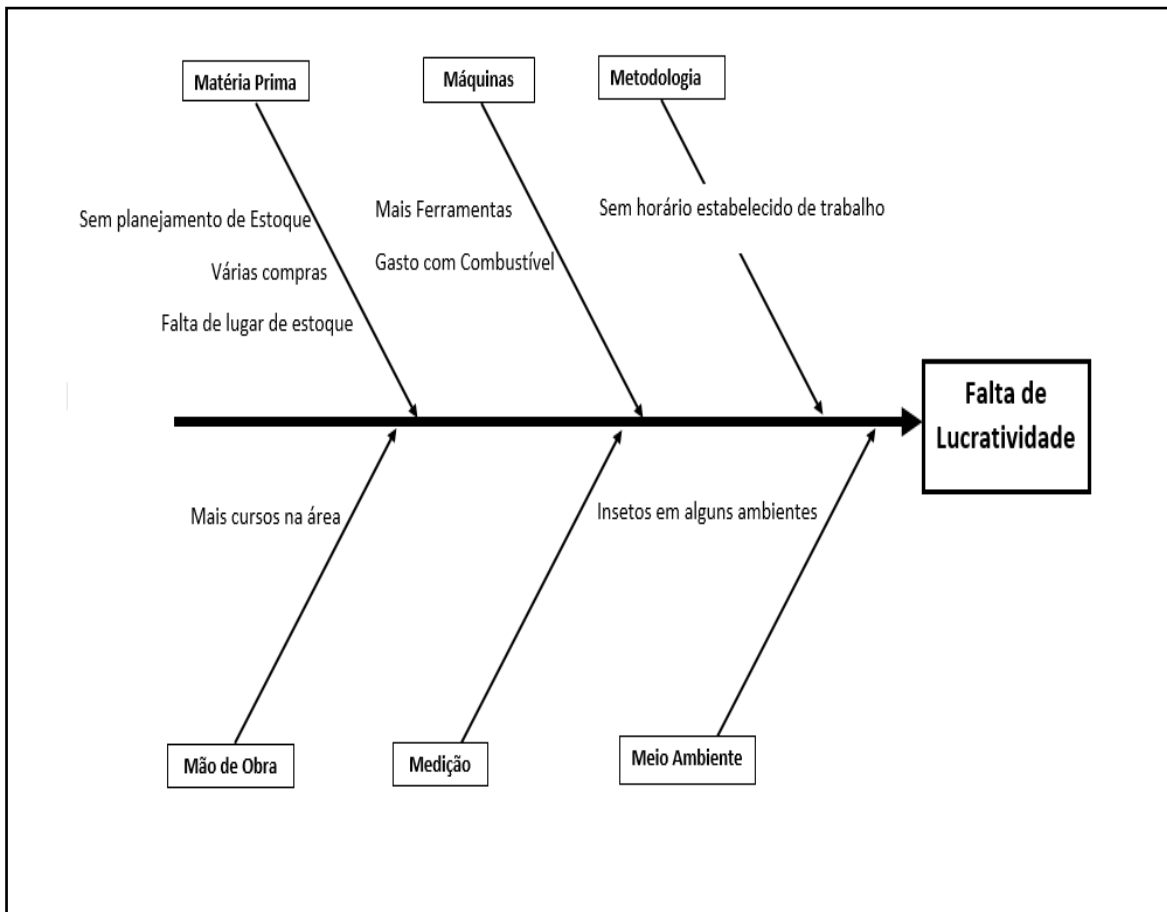 Matéria Prima
Máquinas
Metodologia
Sem planejamento de Estoque
Várias compras
Falta de lugar de estoque
Mais Ferramentas
Gasto com Combustível
Sem horário estabelecido de trabalho
Falta de
Lucratividade
Mais cursos na área
Insetos em alguns ambientes
Mão de Obra
Medição
Meio Ambiente